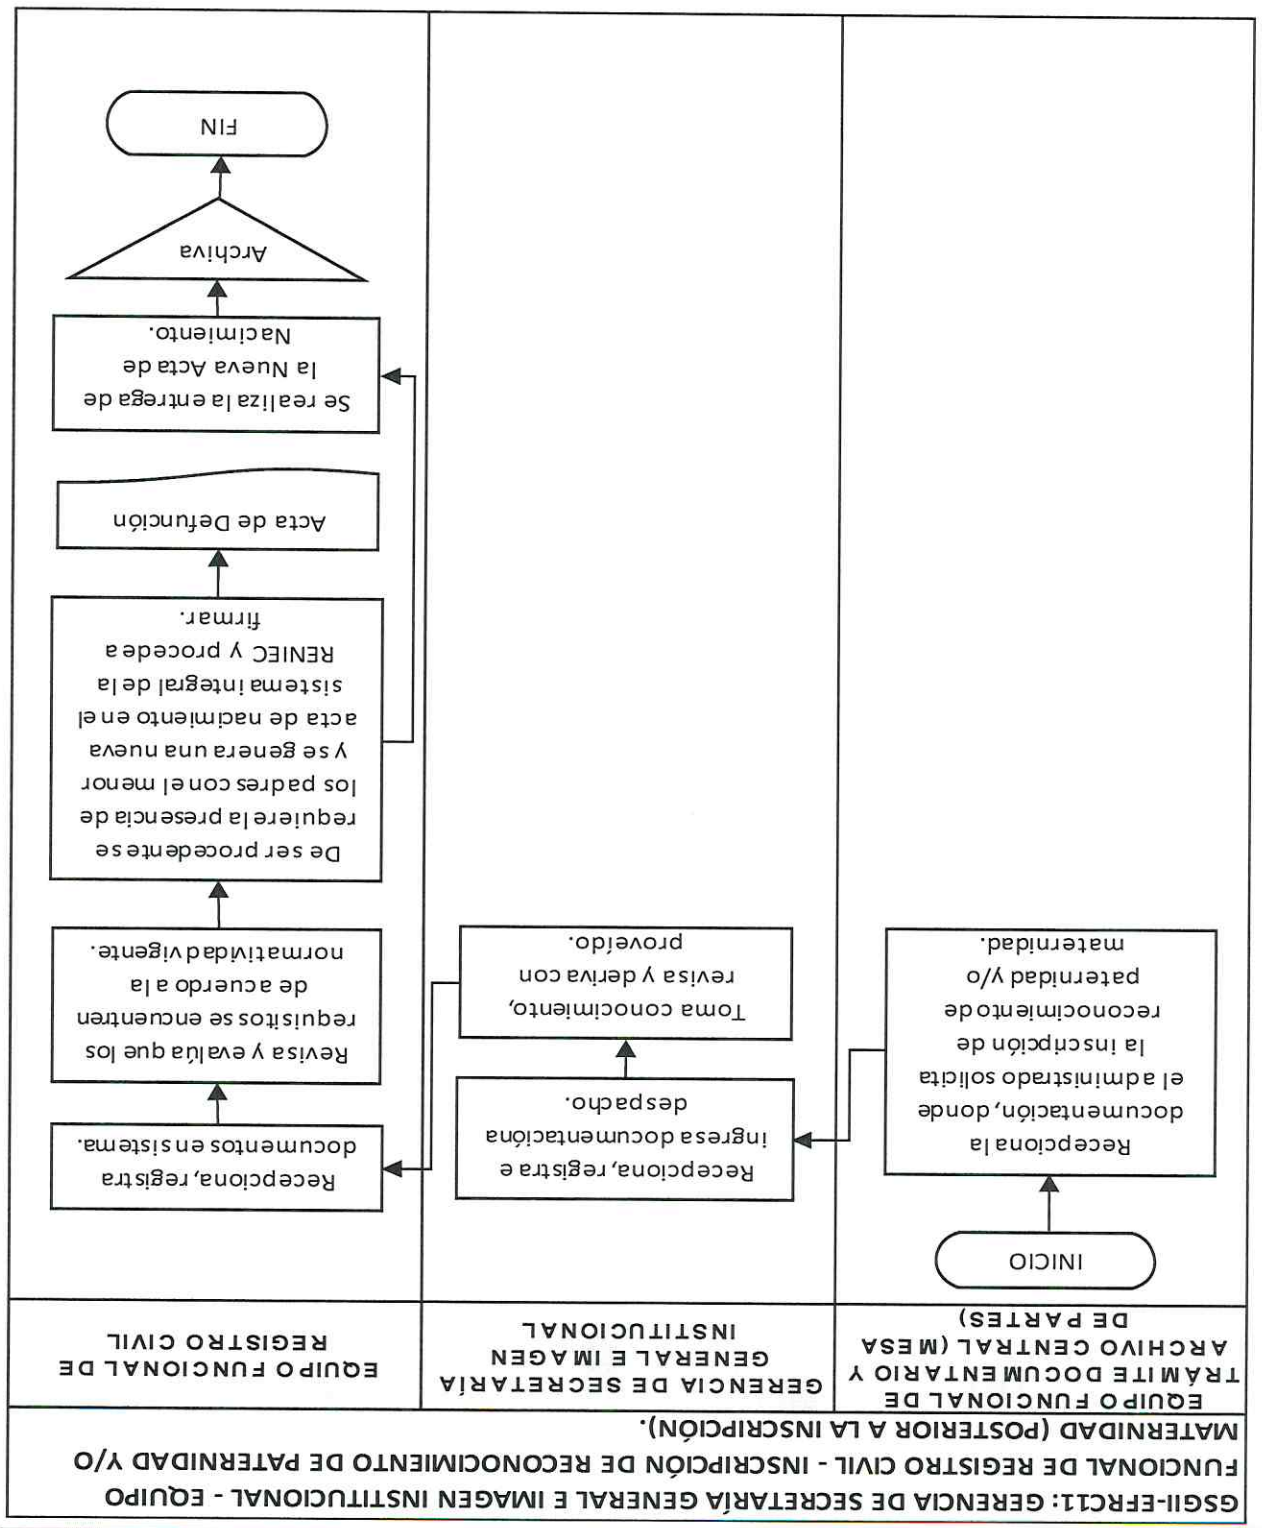 GSGII-EFRC11: GERENCIA DE SECRETARÍA GENERAL E IMAGEN INSTITUCIONAL - EQUIPO
FUNCIONAL DE REGISTRO CIVIL - INSCRIPCIÓN DE RECONOCIMIENTO DE PATERNIDAD Y/O
MATERNIDAD (POSTERIOR A LA INSCRIPCIÓN).
EQUIPO FUNCIONAL DE
TRÁMITE DOCUMENTARIO Y
ARCHIVO CENTRAL (MESA
DE PARTES)
GERENCIA DE SECRETARÍA
GENERAL E IMAGEN
INSTITUCIONAL
EQUIPO FUNCIONAL DE
REGISTRO CIVIL
INICIO
Recepciona la
documentación, donde
el administrado solicita
la inscripción de
reconocimiento de
paternidad y/o
maternidad.
Recepciona, registra e
ingresa documentacióna
despacho.
Toma conocimiento,
revisa y deriva con
proveído.
Recepciona, registra
documentos en sistema.
Revisa y evalúa que los
requisitos se encuentren
de acuerdo a la
normatividad vigente.
De ser procedente se
requiere la presencia de
los padres con el menor
y se genera una nueva
acta de nacimiento en el
sistema integral de la
RENIEC y procede a
firmar.
Acta de Defunción
Se realiza la entrega de
la Nueva Acta de
Nacimiento.
Archiva
FIN